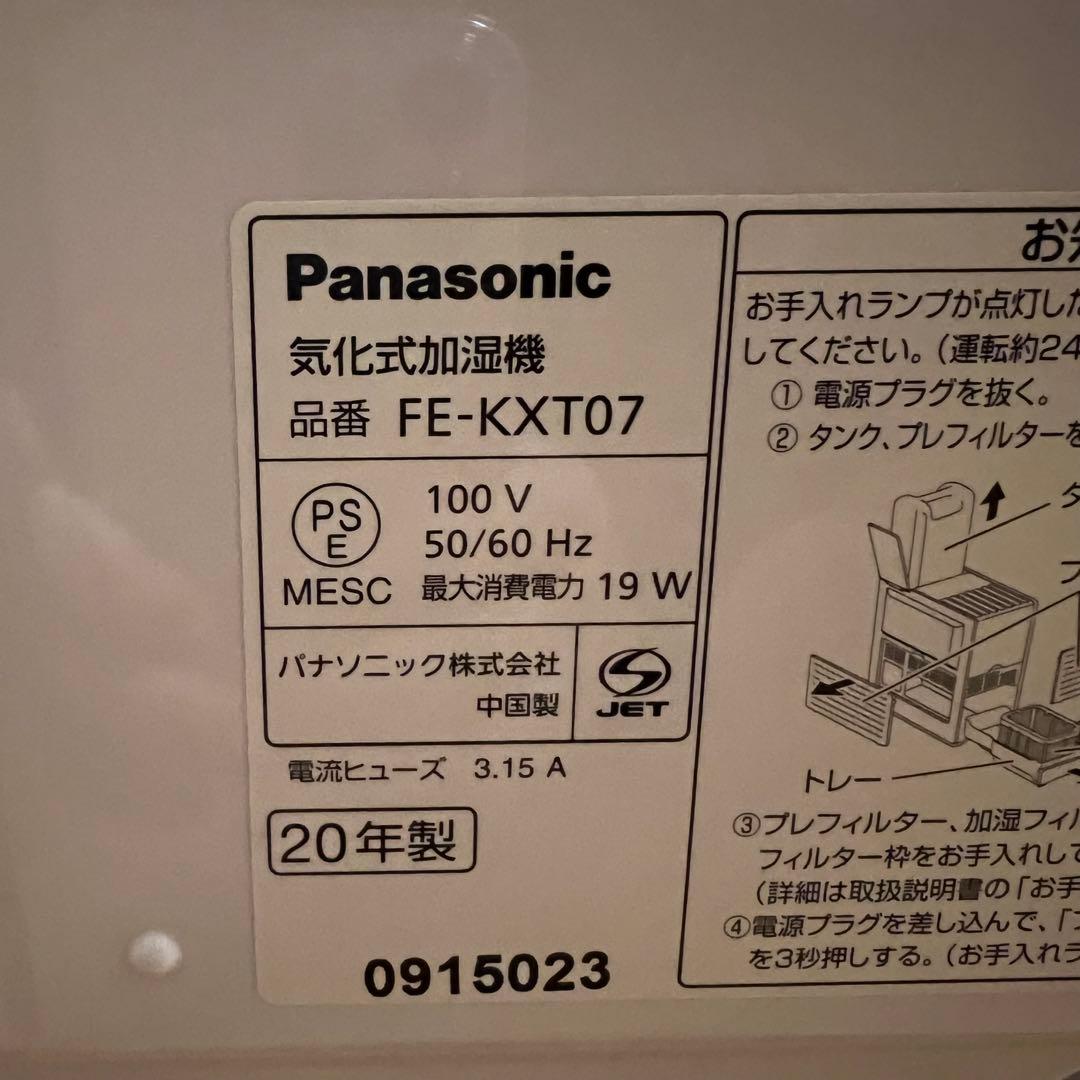 Panasonic
気化式加湿機
品番 FE-KXT07
PS
E
MESC
100 V
50/60 Hz
最大消費電力 19 W
パナソニック株式会社
中国製
JET
電流ヒューズ 3.15 A
20年製
0915023
お
お手入れランプが点灯した
してください。(運転約24
① 電源プラグを抜く。
② タンク、プレフィルターを
タ
トレー
③プレフィルター、加湿フィル
フィルター枠をお手入れして
(詳細は取扱説明書の「お手
④電源プラグを差し込んで、「
を3秒押しする。(お手入れラ